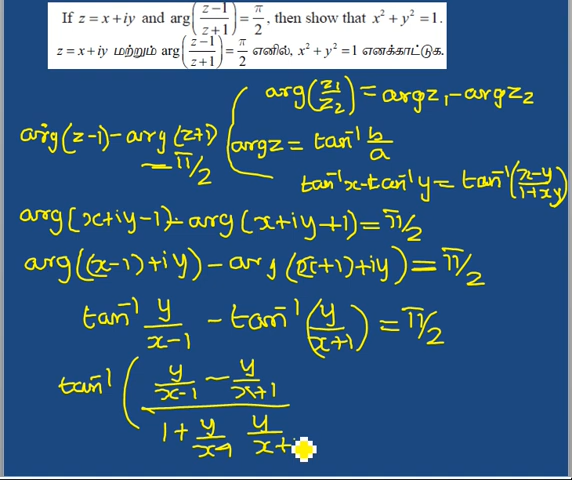 If z = x + iy and arg((z−1)/(z+1)) = π/2, then show that x² + y² = 1.
z = x + iy மற்றும் arg((z−1)/(z+1)) = π/2 எனில், x² + y² = 1 எனக்காட்டுக.
arg(z₁/z₂) = arg z₁ − arg z₂
arg(z−1) − arg(z+1) = π/2
arg z = tan⁻¹ b/a
tan⁻¹x − tan⁻¹y = tan⁻¹((x−y)/(1+xy))
arg(x+iy−1) − arg(x+iy+1) = π/2
arg((x−1)+iy) − arg((x+1)+iy) = π/2
tan⁻¹ y/(x−1) − tan⁻¹(y/(x+1)) = π/2
tan⁻¹( (y/(x−1) − y/(x+1)) / (1 + y/(x−1) y/(x+